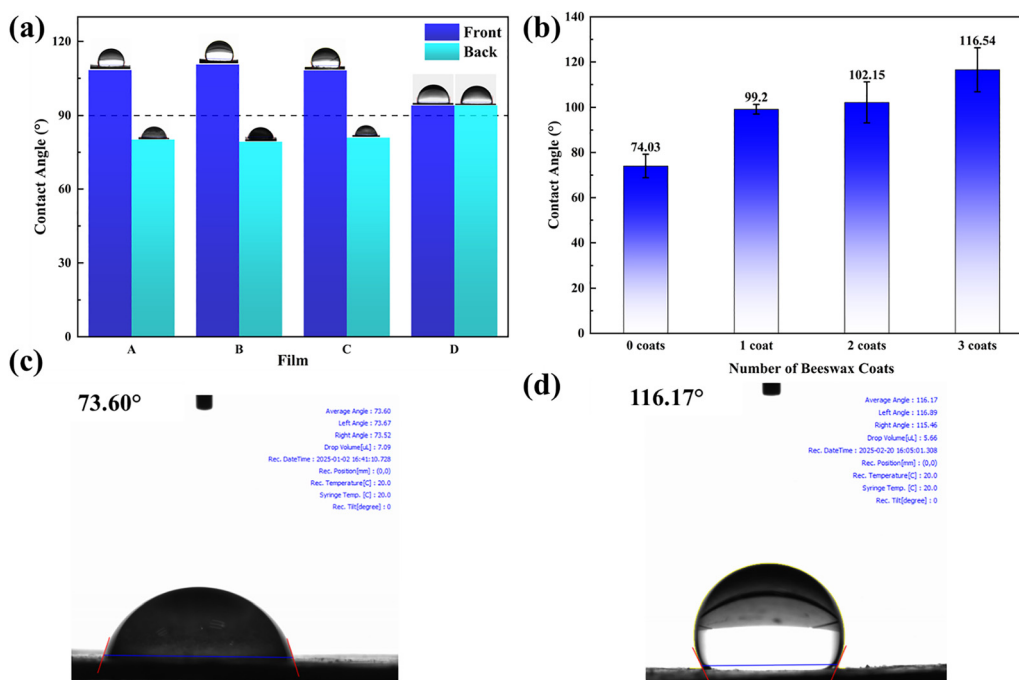 (a)
Front
Back
120
90
60
30
0
Contact Angle (°)
A B C D
Film
(b)
140
120
100
80
60
40
20
0
Contact Angle (°)
74.03
99.2
102.15
116.54
0 coats 1 coat 2 coats 3 coats
Number of Beeswax Coats
(c)
73.60°
Average Angle : 73.60
Left Angle : 73.67
Right Angle : 73.52
Drop Volume[uL] : 7.09
Rec. DateTime : 2025-01-02 16:41:10.728
Rec. Position[mm] : (0,0)
Rec. Temperature[C] : 20.0
Syringe Temp. [C] : 20.0
Rec. Tilt[degree] : 0
(d)
116.17°
Average Angle : 116.17
Left Angle : 116.89
Right Angle : 115.46
Drop Volume[uL] : 5.66
Rec. DateTime : 2025-02-20 16:05:01.308
Rec. Position[mm] : (0,0)
Rec. Temperature[C] : 20.0
Syringe Temp. [C] : 20.0
Rec. Tilt[degree] : 0